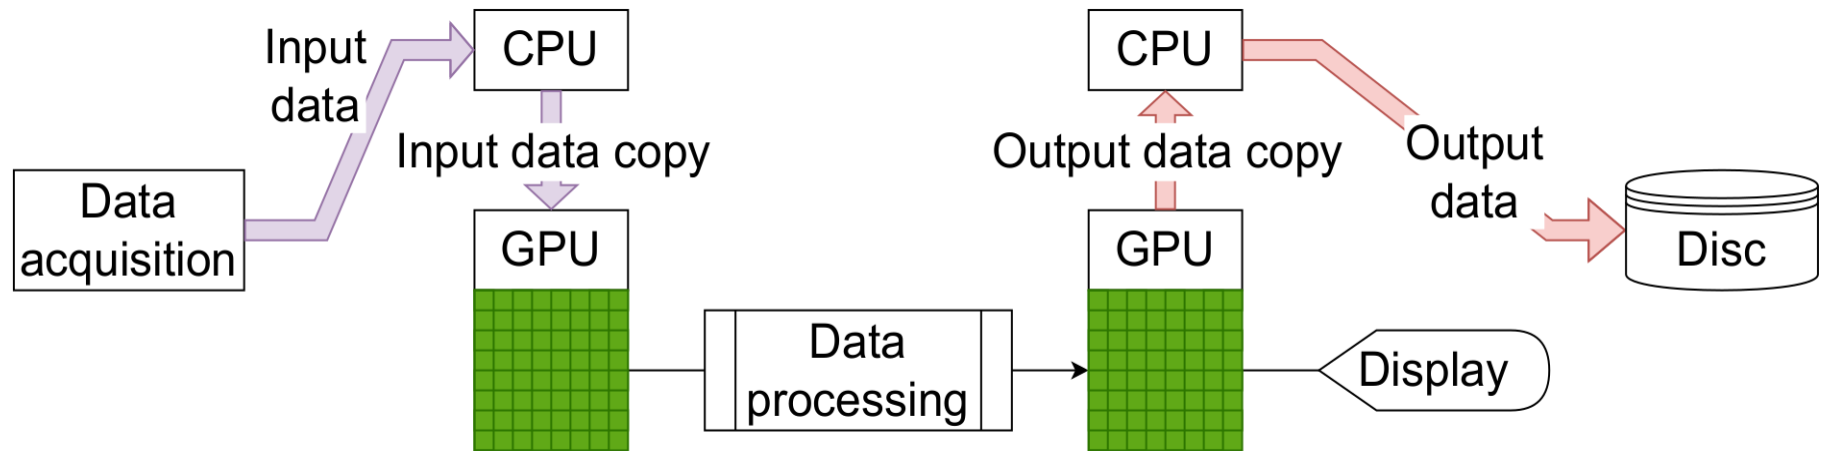 Data
acquisition
Input
data
CPU
Input data copy
GPU
Data
processing
GPU
Output data copy
CPU
Output
data
Disc
Display